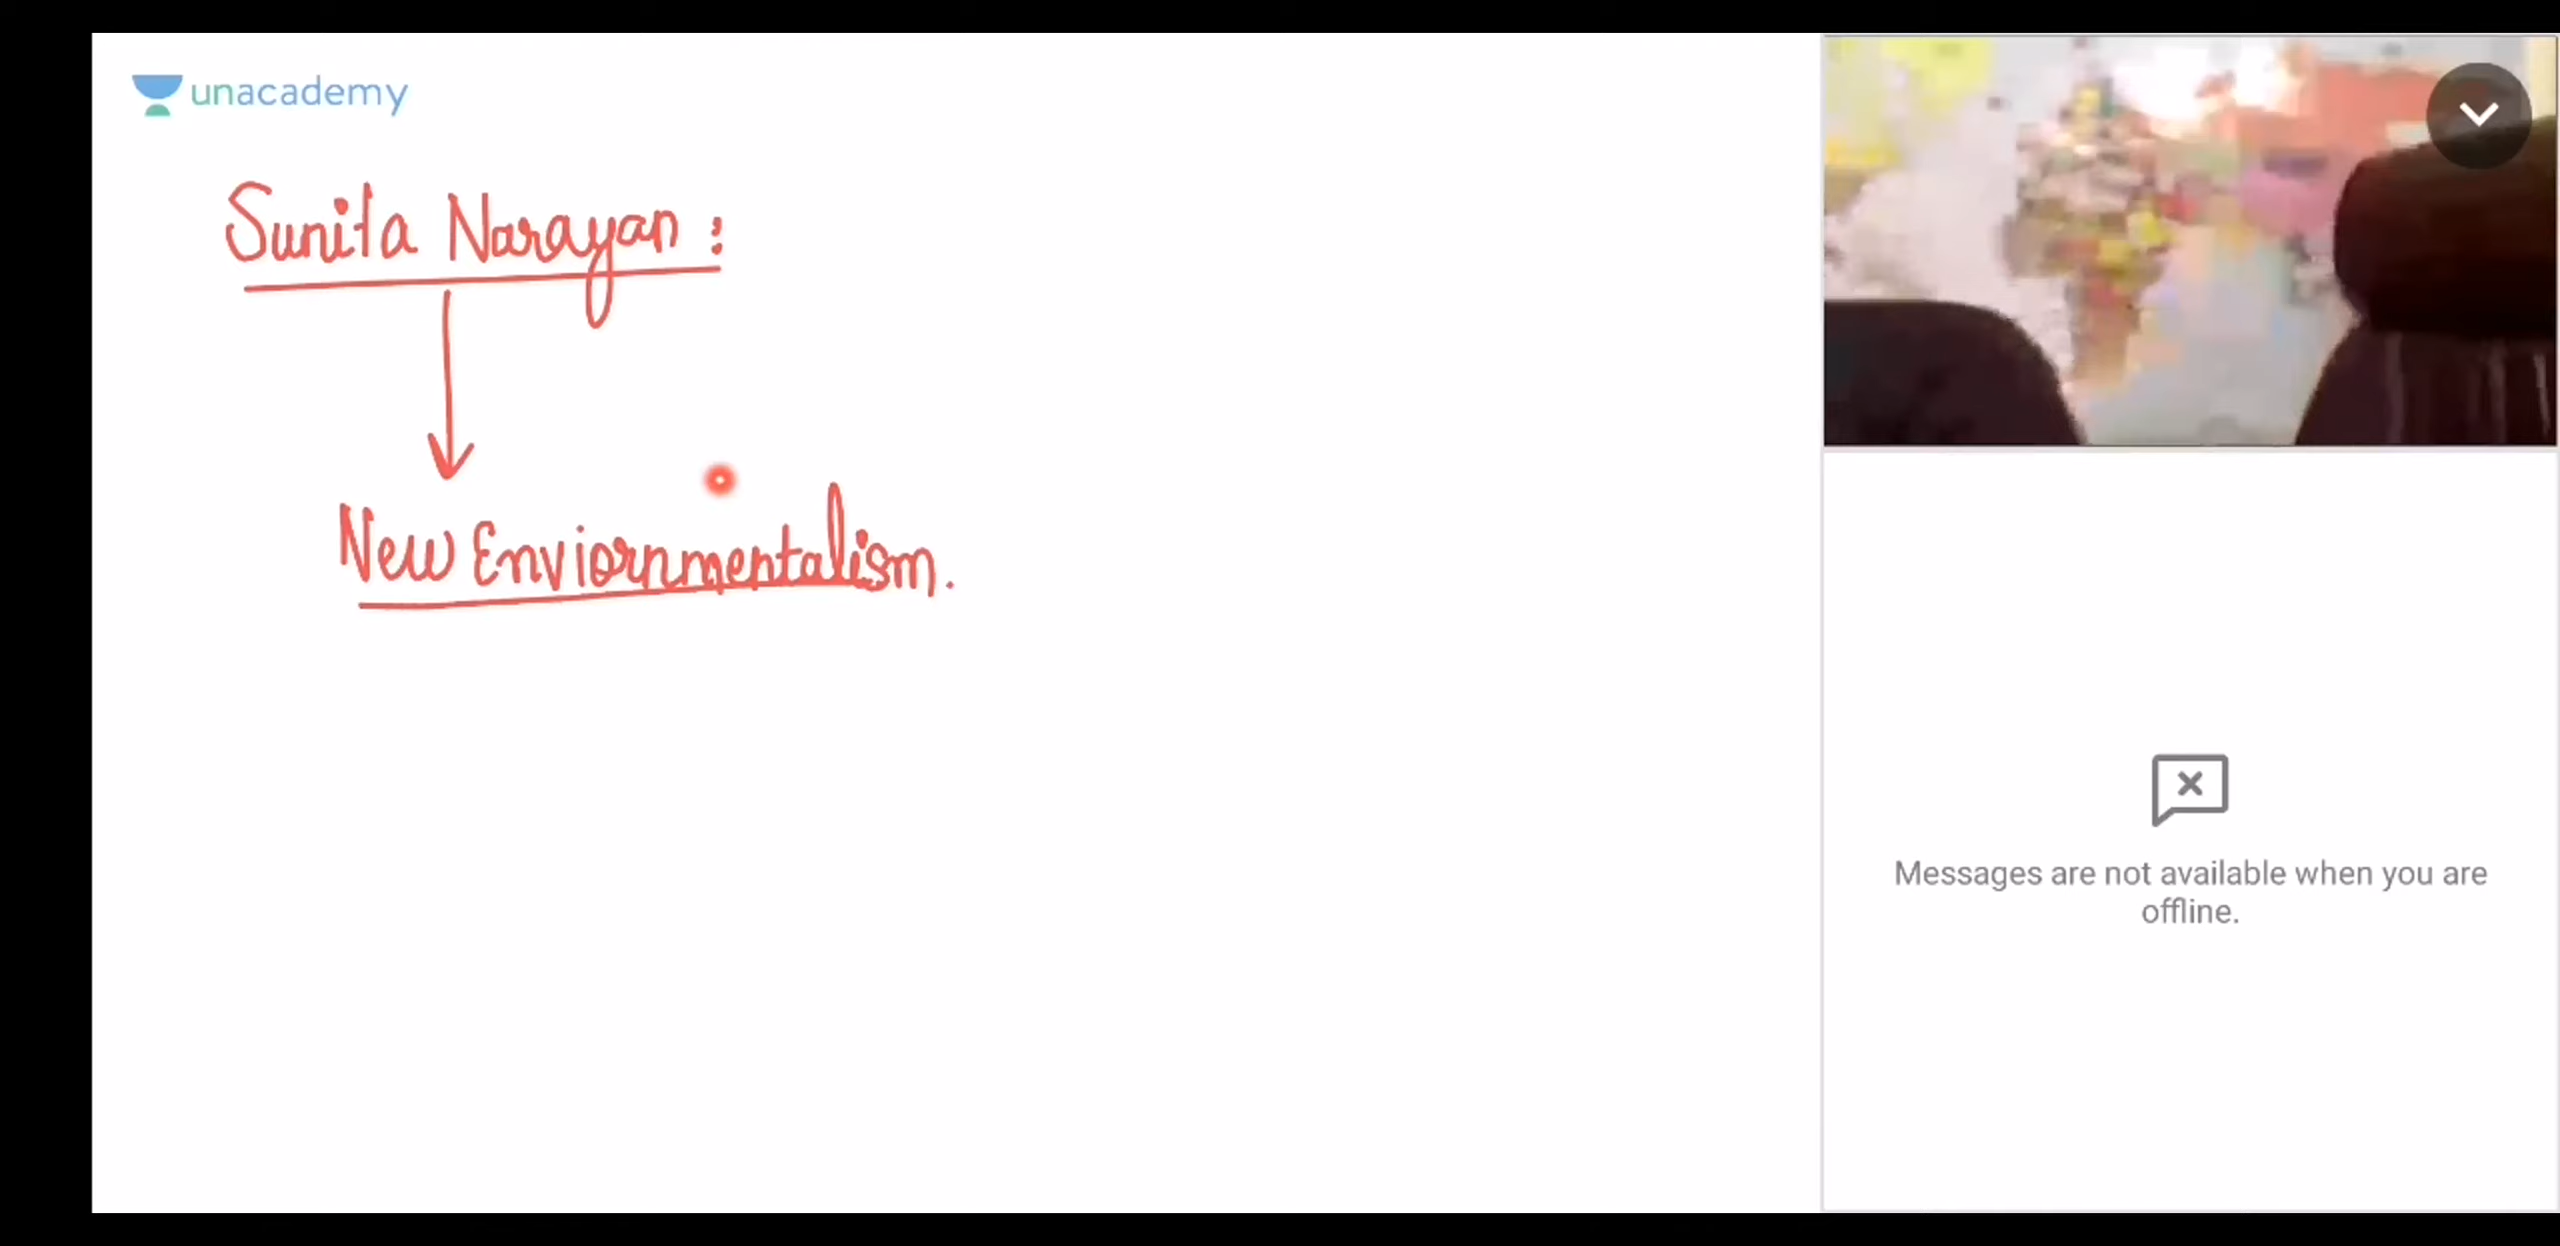 unacademy
Sunita Narayan :
New Enviornmentalism.
Messages are not available when you are
offline.